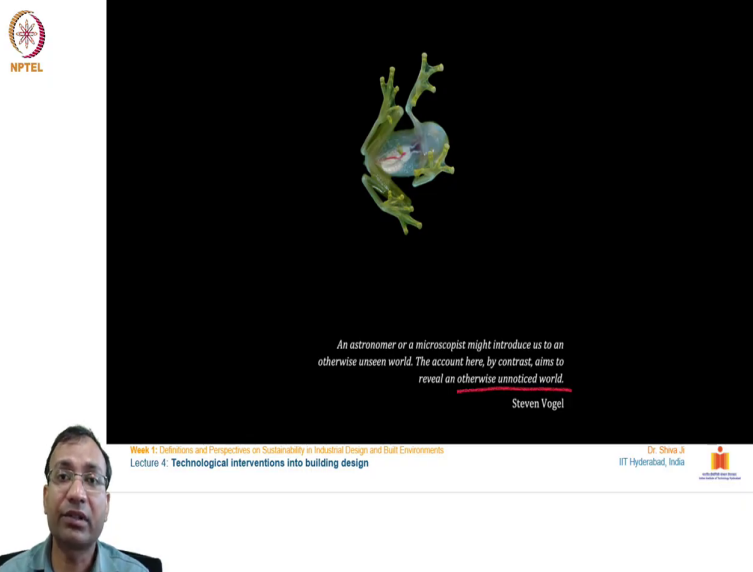 NPTEL
An astronomer or a microscopist might introduce us to an
otherwise unseen world. The account here, by contrast, aims to
reveal an otherwise unnoticed world.
Steven Vogel
Week 1: Definitions and Perspectives on Sustainability in Industrial Design and Built Environments
Lecture 4: Technological interventions into building design
Dr. Shiva Ji
IIT Hyderabad, India